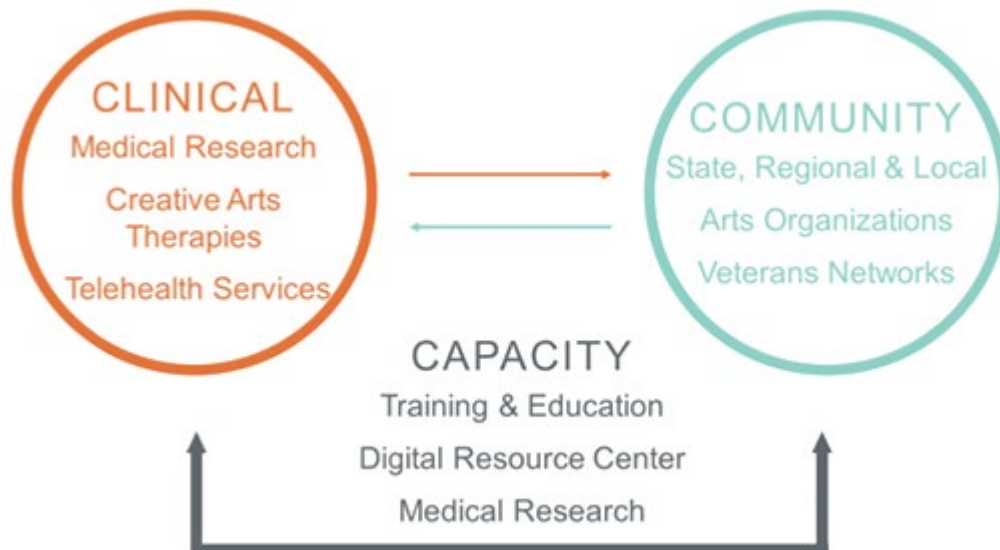 CLINICAL
Medical Research
Creative Arts
Therapies
Telehealth Services
COMMUNITY
State, Regional & Local
Arts Organizations
Veterans Networks
CAPACITY
Training & Education
Digital Resource Center
Medical Research